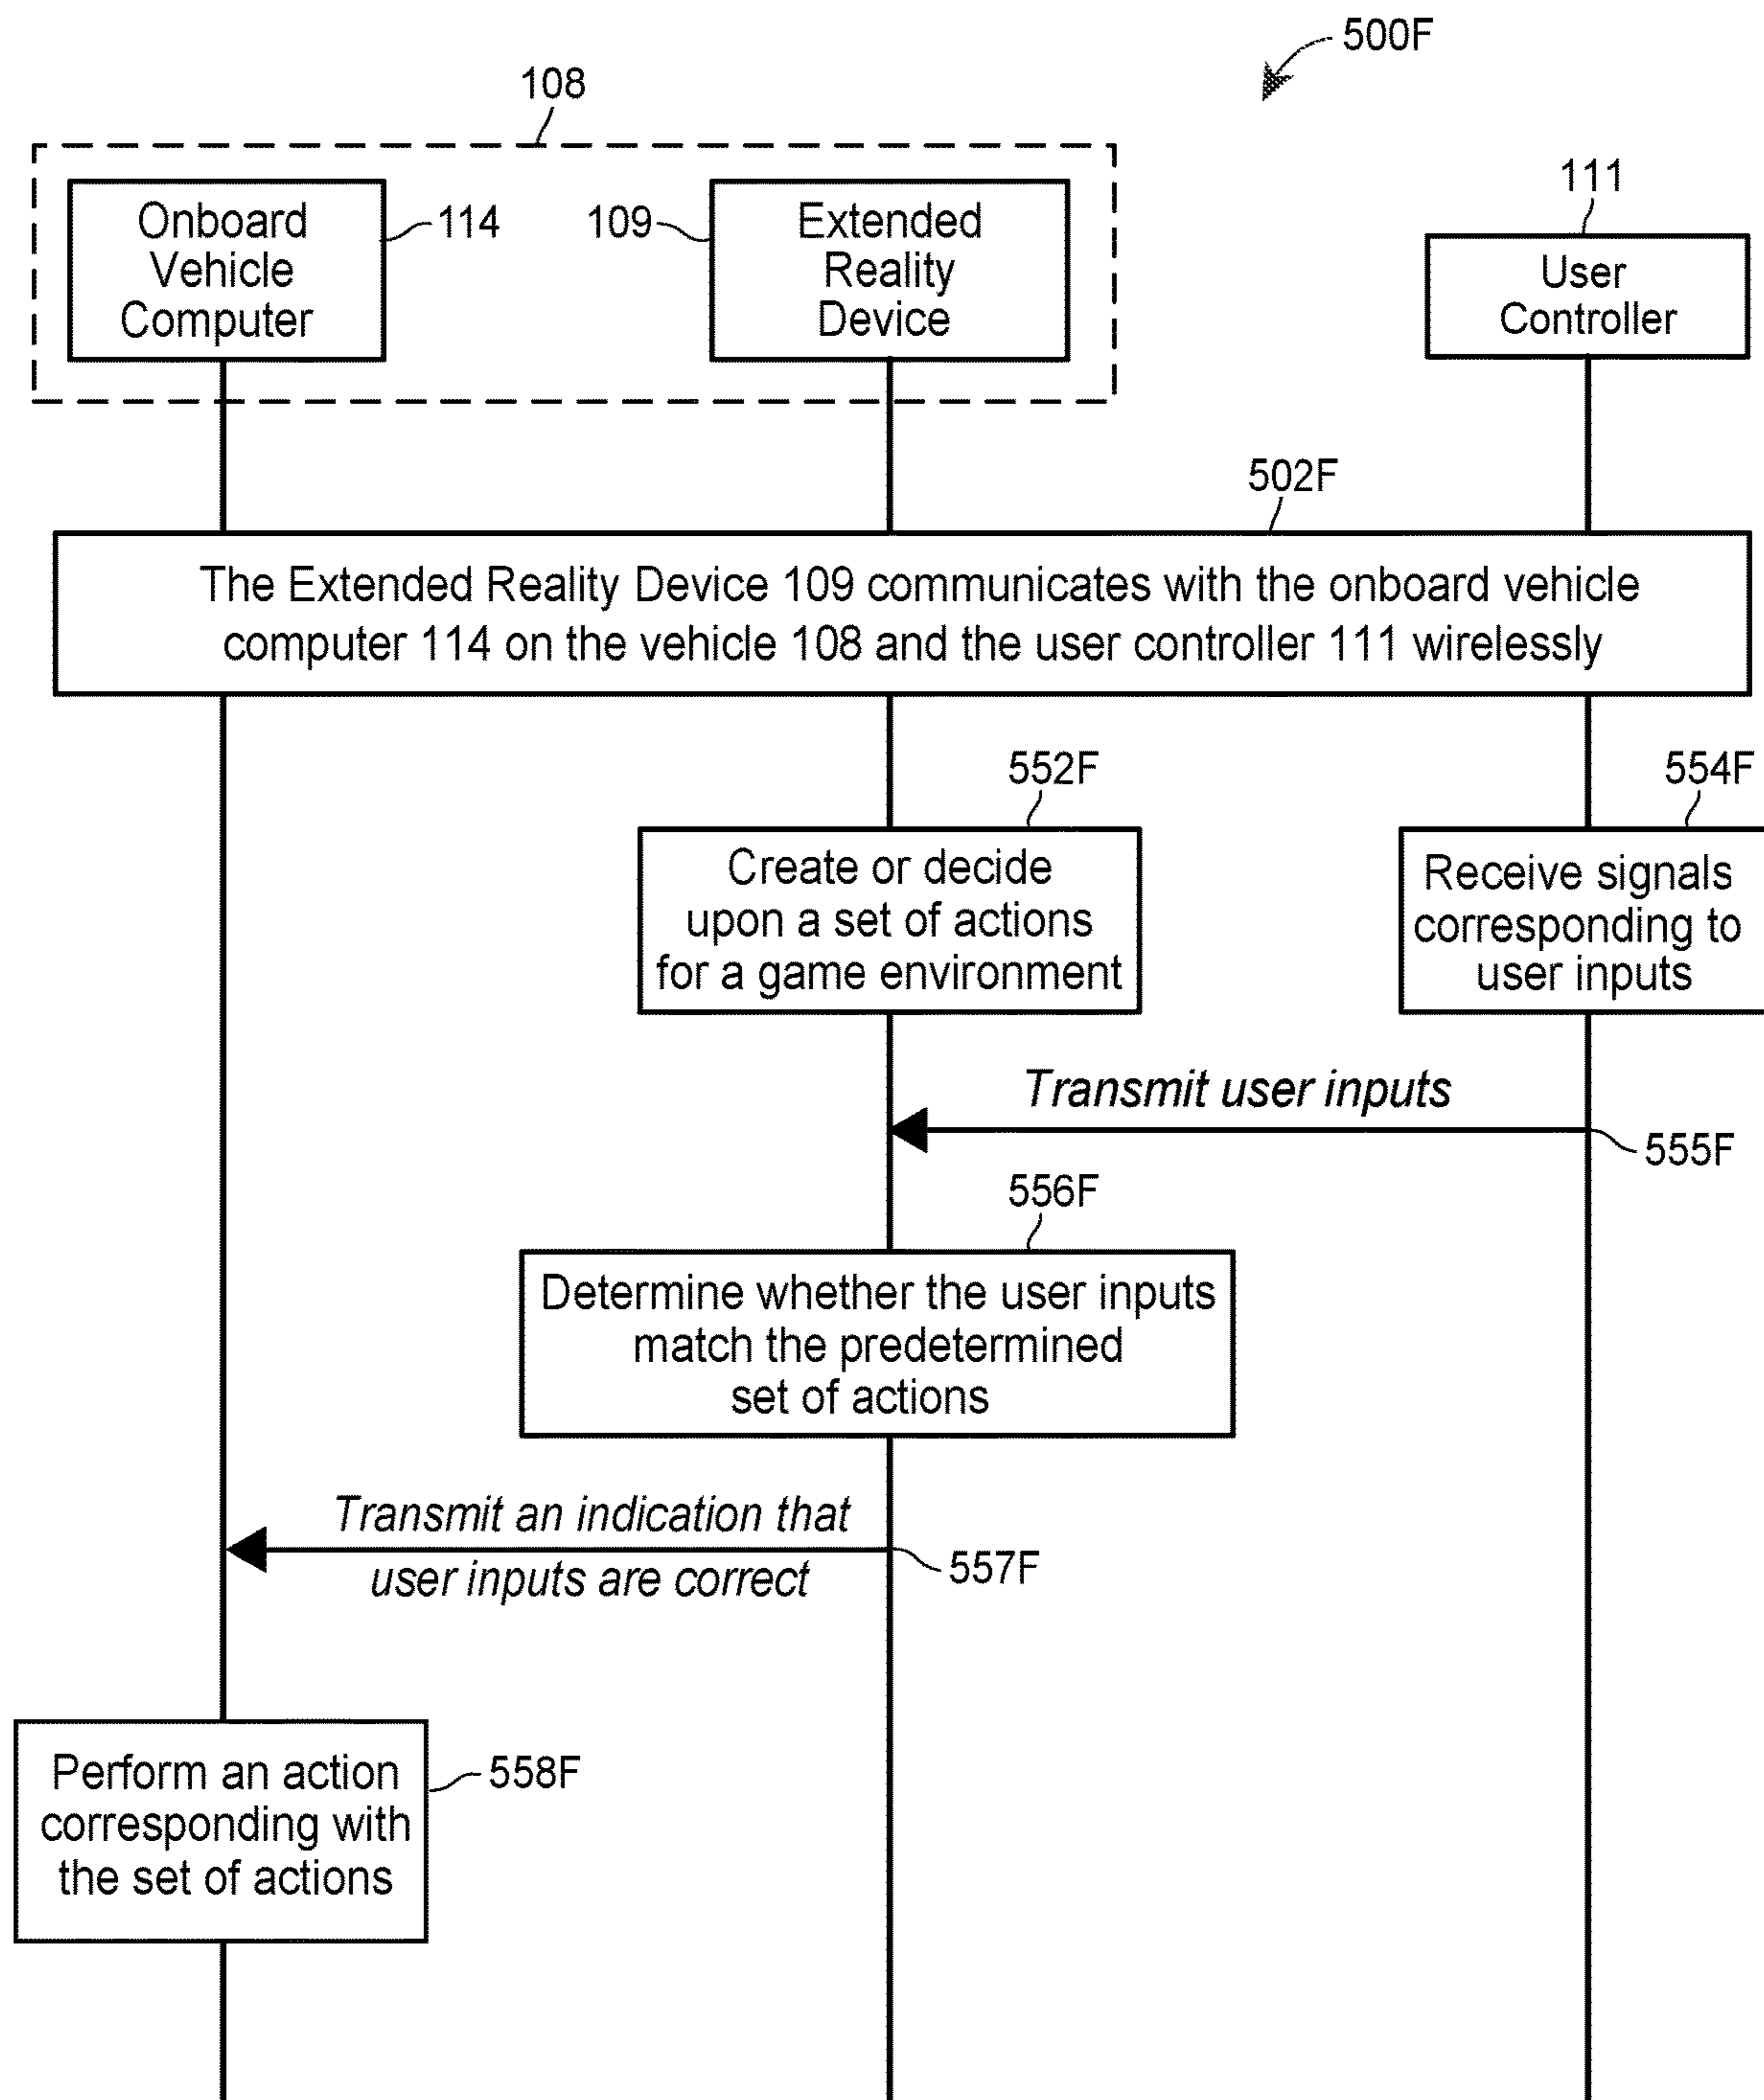 500F
108
Onboard
Vehicle
Computer
114
109
Extended
Reality
Device
111
User
Controller
502F
The Extended Reality Device 109 communicates with the onboard vehicle
computer 114 on the vehicle 108 and the user controller 111 wirelessly
552F
Create or decide
upon a set of actions
for a game environment
554F
Receive signals
corresponding to
user inputs
Transmit user inputs
555F
556F
Determine whether the user inputs
match the predetermined
set of actions
Transmit an indication that
user inputs are correct
557F
Perform an action
corresponding with
the set of actions
558F